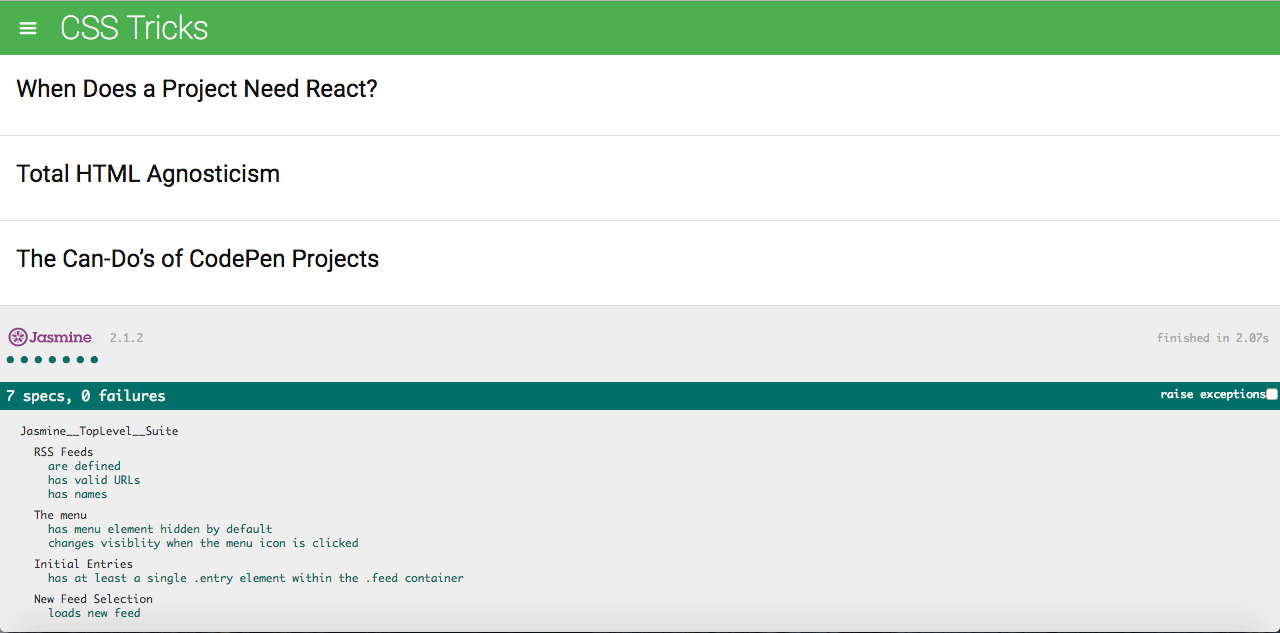 CSS Tricks
When Does a Project Need React?
Total HTML Agnosticism
The Can-Do’s of CodePen Projects
Jasmine 2.1.2 finished in 2.07s
7 specs, 0 failures raise exceptions
Jasmine__TopLevel__Suite
RSS Feeds
are defined
has valid URLs
has names
The menu
has menu element hidden by default
changes visiblity when the menu icon is clicked
Initial Entries
has at least a single .entry element within the .feed container
New Feed Selection
loads new feed